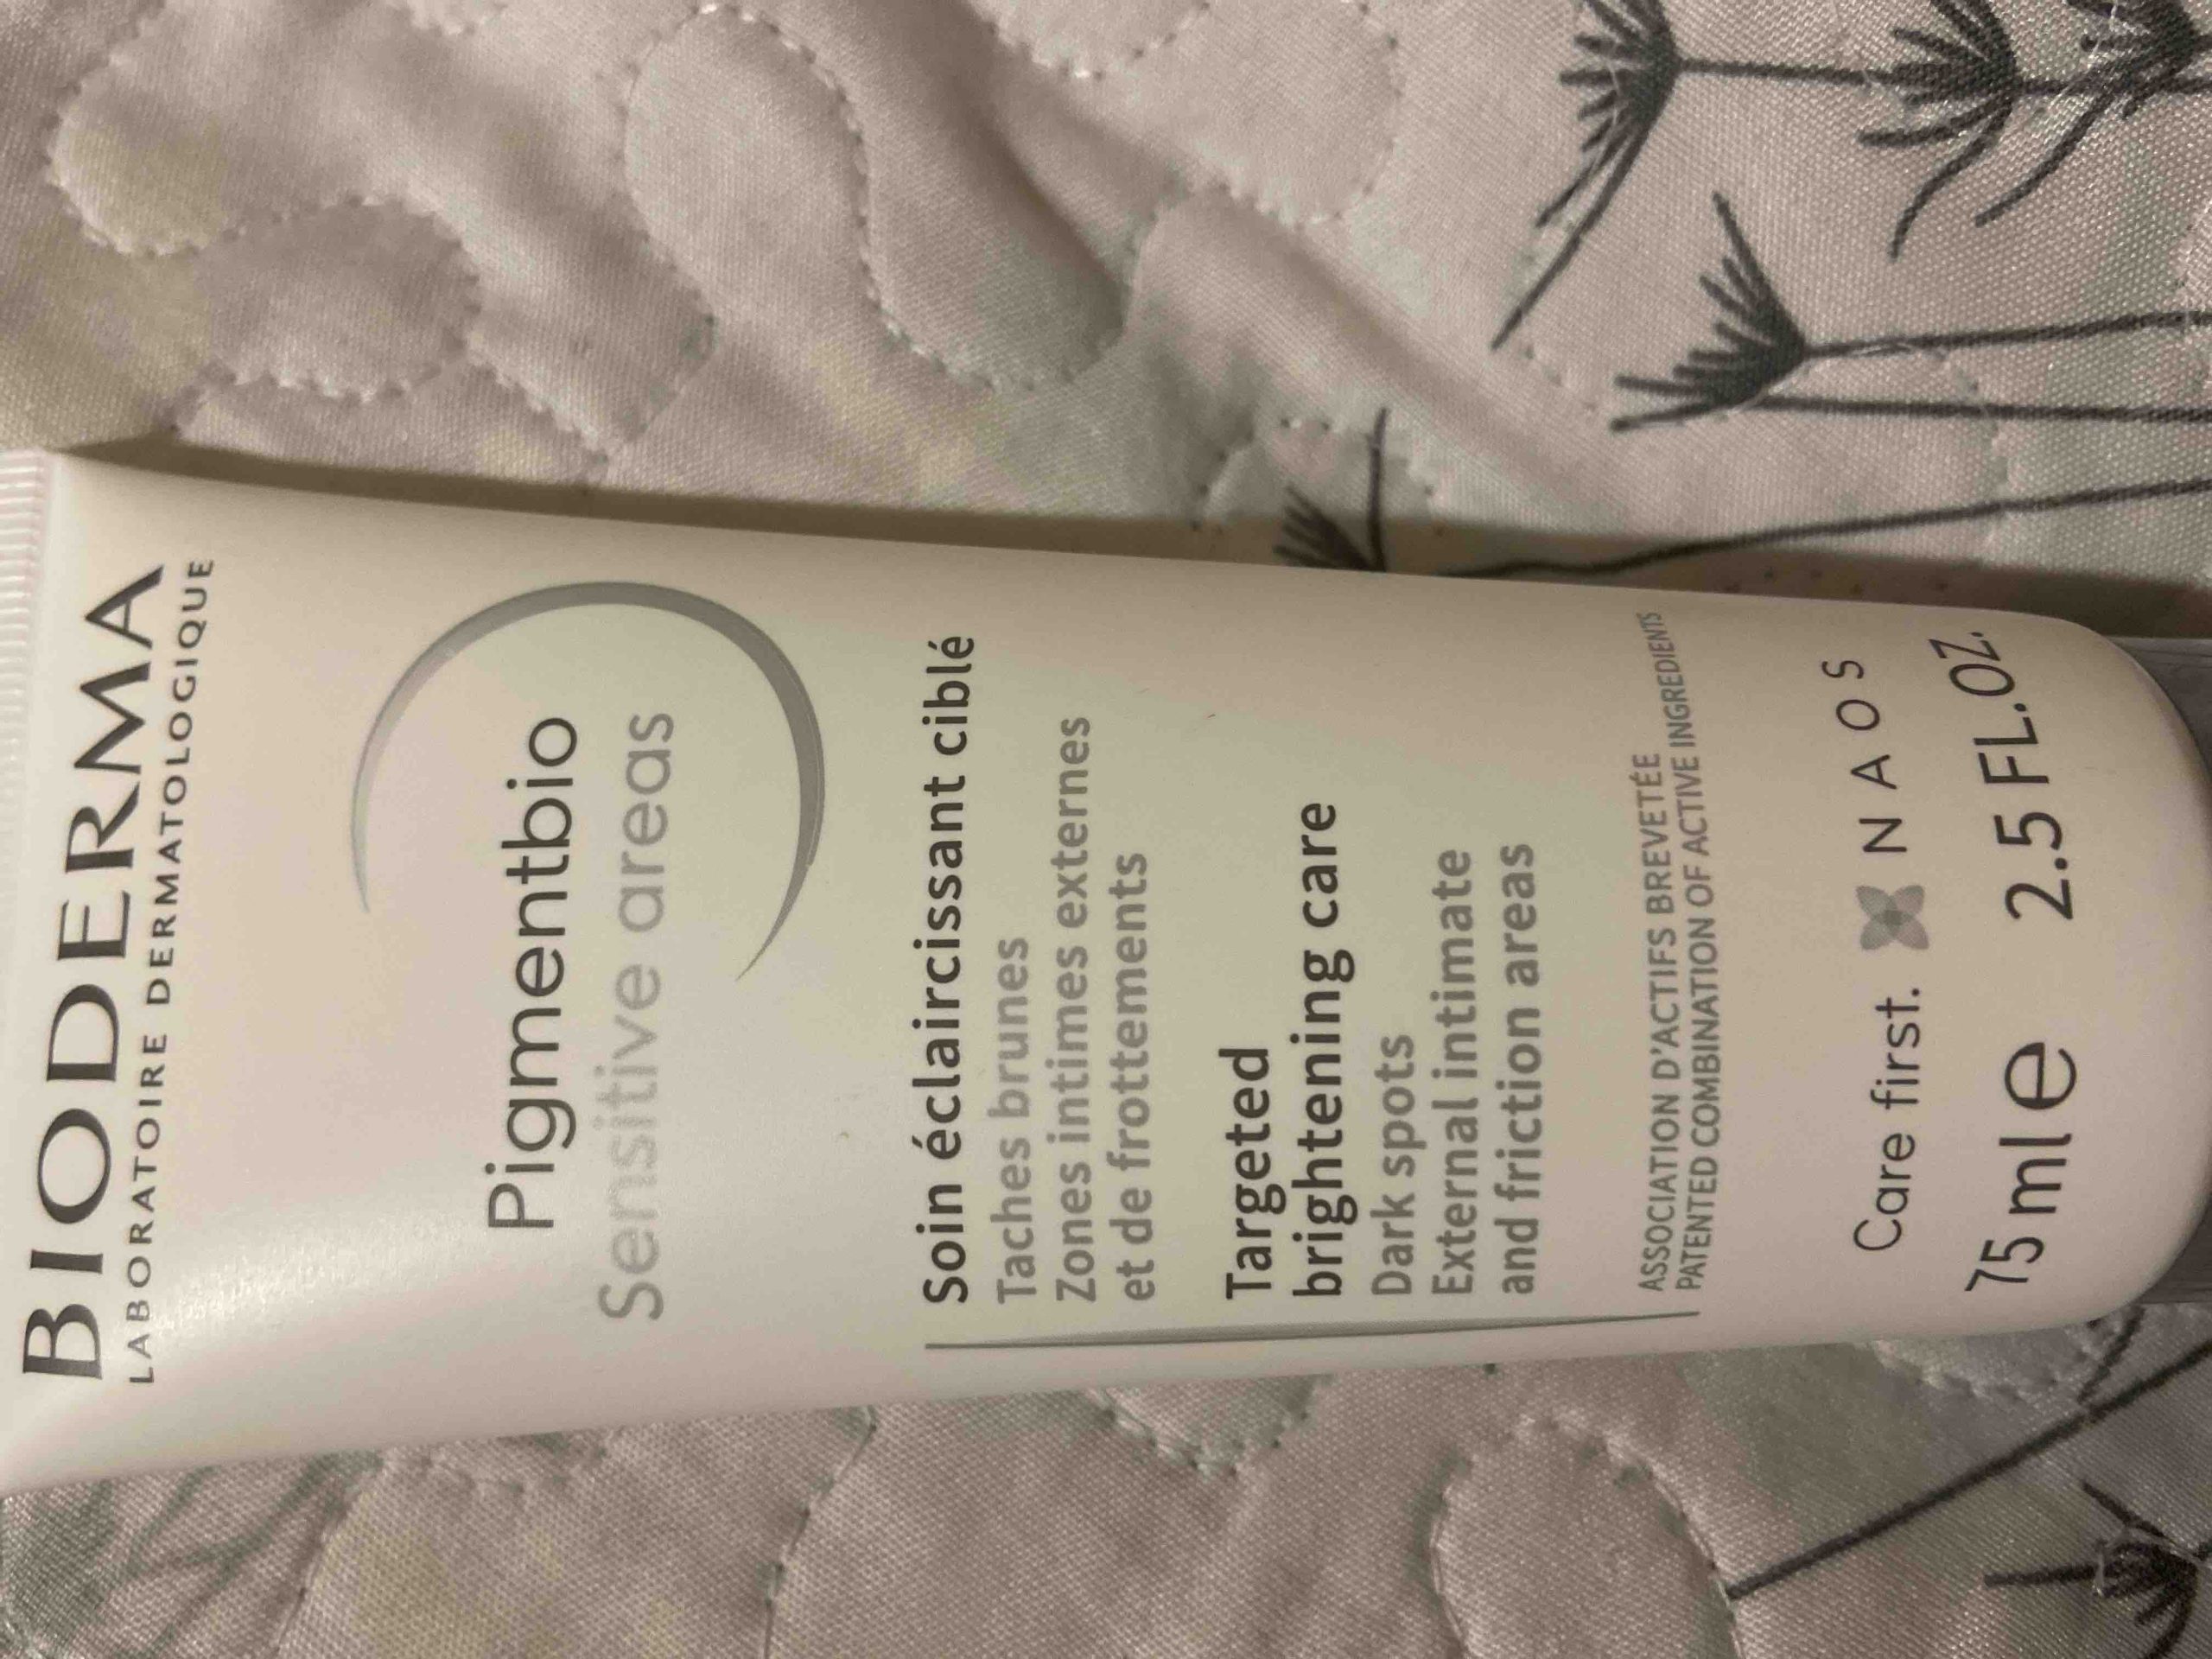 BIODERMA
LABORATOIRE DERMATOLOGIQUE
Pigmentbio
Sensitive areas
Soin éclaircissant ciblé
Taches brunes
Zones intimes externes
et de frottements
Targeted
brightening care
Dark spots
External intimate
and friction areas
ASSOCIATION D'ACTIFS BREVETÉE
PATENTED COMBINATION OF ACTIVE INGREDIENTS
Care first. NAOS
75 ml e 2.5 FL.OZ.